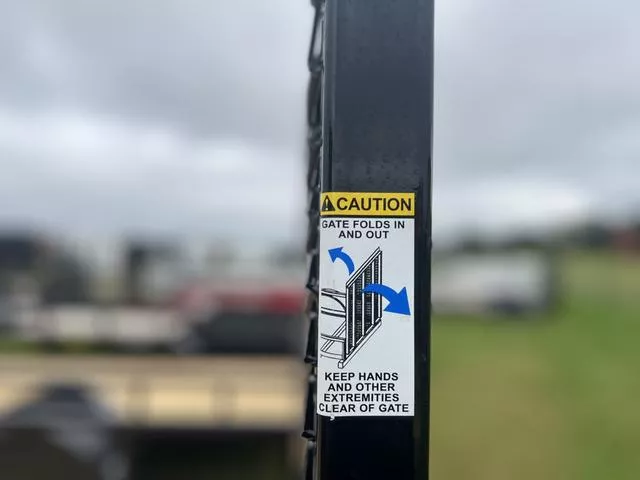 CAUTION
GATE FOLDS IN
AND OUT
KEEP HANDS
AND OTHER
EXTREMITIES
CLEAR OF GATE